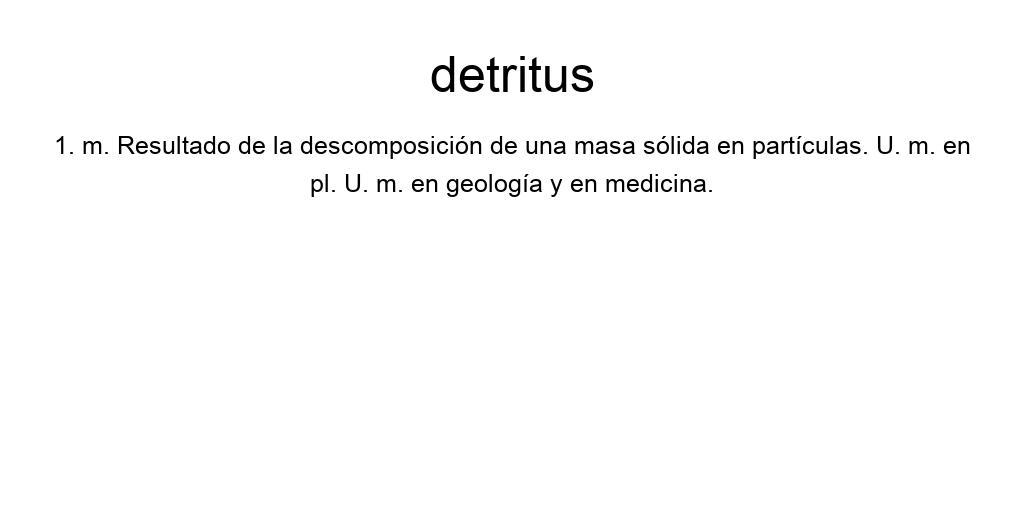 detritus
1. m. Resultado de la descomposición de una masa sólida en partículas. U. m. en
pl. U. m. en geología y en medicina.